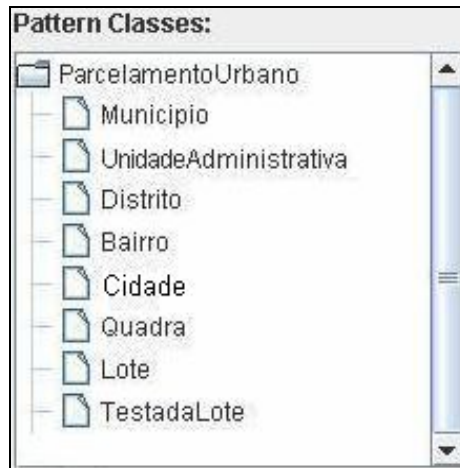 Pattern Classes:
ParcelamentoUrbano
Municipio
UnidadeAdministrativa
Distrito
Bairro
Cidade
Quadra
Lote
TestadaLote